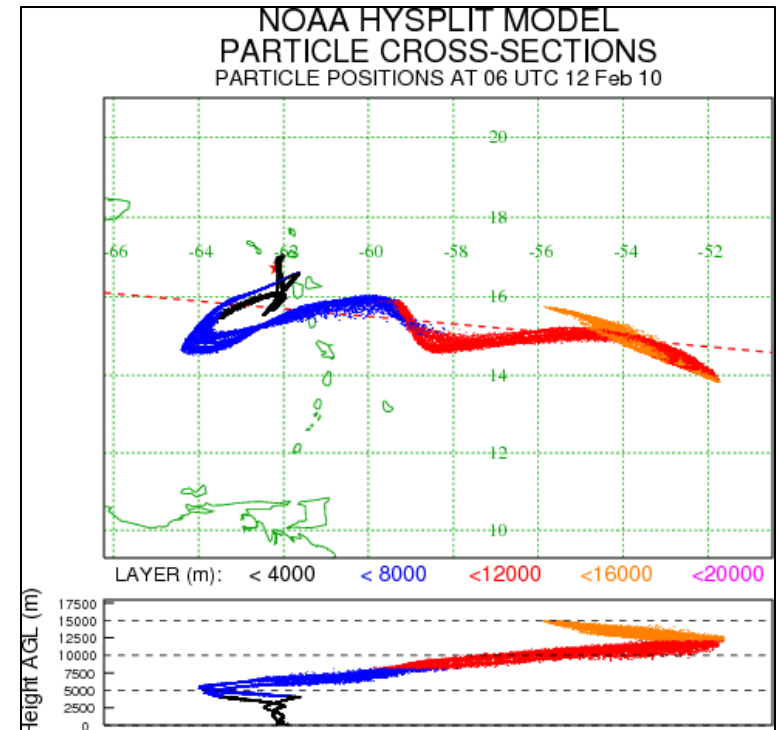 NOAA HYSPLIT MODEL
PARTICLE CROSS-SECTIONS
PARTICLE POSITIONS AT 06 UTC 12 Feb 10
20
18
-66 -64 -62 -60 -58 -56 -54 -52
16
14
12
10
LAYER (m): < 4000 < 8000 <12000 <16000 <20000
Height AGL (m)
17500
15000
12500
10000
7500
5000
2500
0